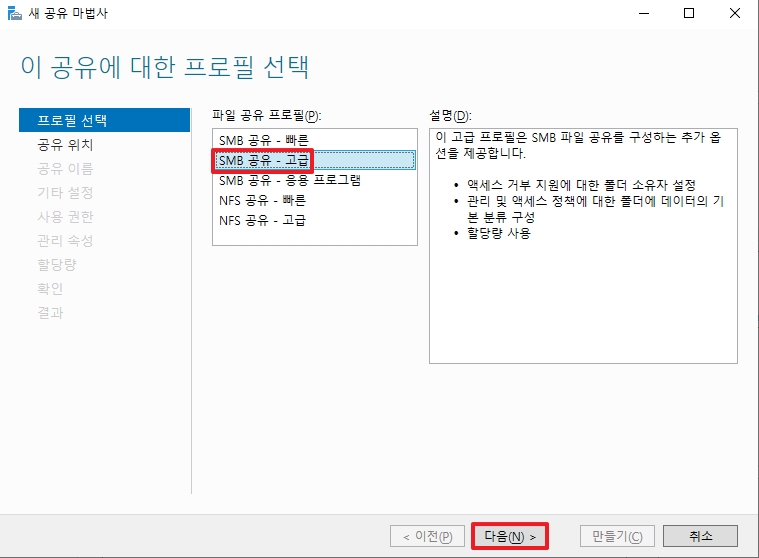 새 공유 마법사
이 공유에 대한 프로필 선택
프로필 선택
공유 위치
공유 이름
기타 설정
사용 권한
관리 속성
할당량
확인
결과
파일 공유 프로필(P):
SMB 공유 - 빠른
SMB 공유 - 고급
SMB 공유 - 응용 프로그램
NFS 공유 - 빠른
NFS 공유 - 고급
설명(D):
이 고급 프로필은 SMB 파일 공유를 구성하는 추가 옵
션을 제공합니다.
• 액세스 거부 지원에 대한 폴더 소유자 설정
• 관리 및 액세스 정책에 대한 폴더에 데이터의 기
본 분류 구성
• 할당량 사용
< 이전(P)
다음(N) >
만들기(C)
취소